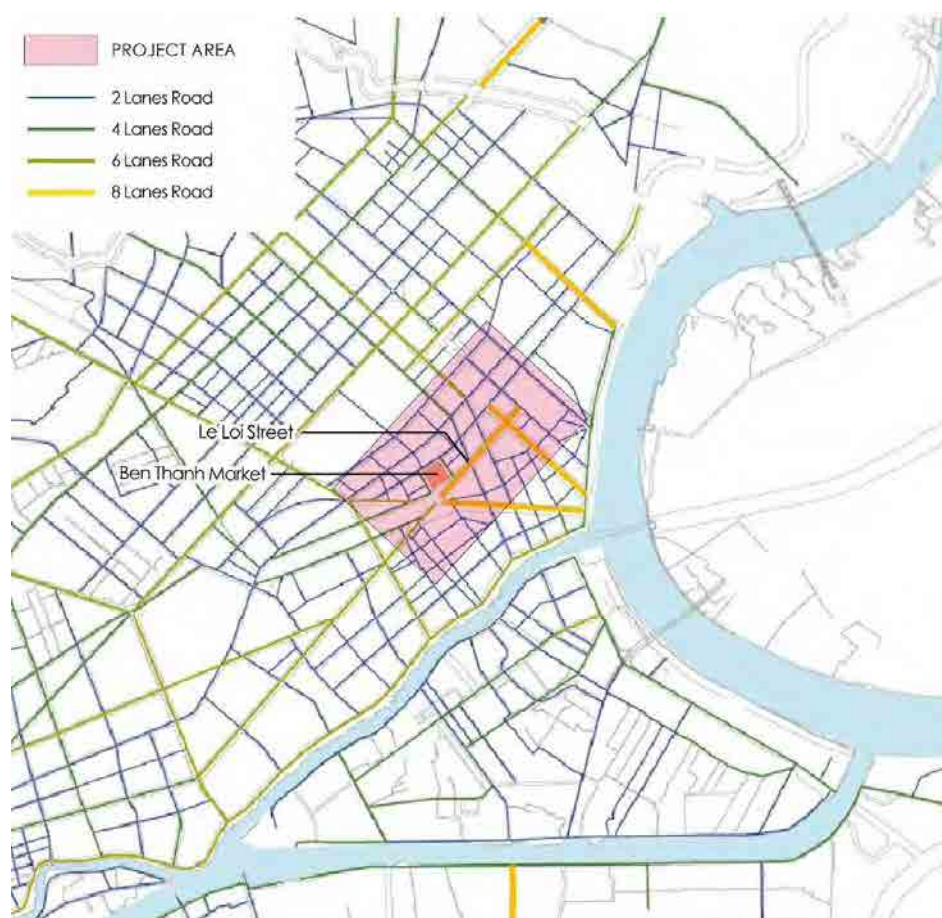 PROJECT AREA
2 Lanes Road
4 Lanes Road
6 Lanes Road
8 Lanes Road
Le Loi Street
Ben Thanh Market